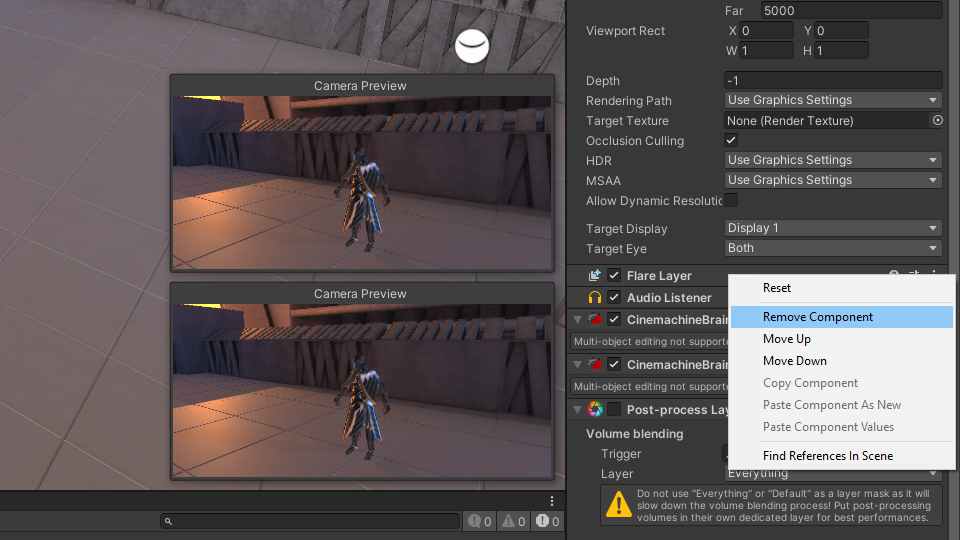 Far 5000
Viewport Rect X 0 Y 0
W 1 H 1
Depth -1
Rendering Path Use Graphics Settings
Target Texture None (Render Texture)
Occlusion Culling
HDR Use Graphics Settings
MSAA Use Graphics Settings
Allow Dynamic Resolutic
Target Display Display 1
Target Eye Both
Flare Layer
Audio Listener
CinemachineBrain
Multi-object editing not supporte
CinemachineBrain
Multi-object editing not supporte
Post-process Lay
Volume blending
Trigger
Layer Everything
Do not use "Everything" or "Default" as a layer mask as it will
slow down the volume blending process! Put post-processing
volumes in their own dedicated layer for best performances.
Reset
Remove Component
Move Up
Move Down
Copy Component
Paste Component As New
Paste Component Values
Find References In Scene
Camera Preview
Camera Preview
0 0 0